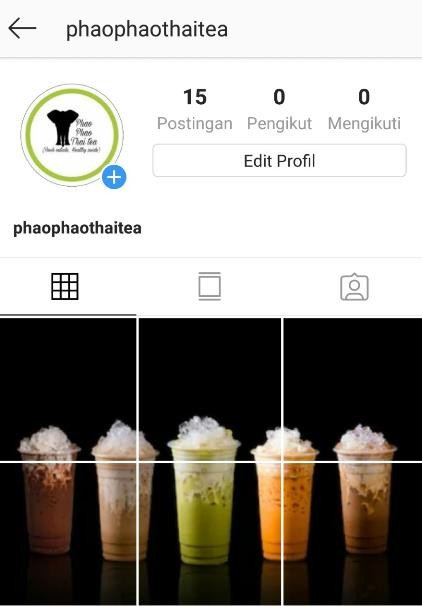 phaophaothaitea
15 0 0
Postingan Pengikut Mengikuti
Edit Profil
Phao
Phao
Thai tea
phaophaothaitea